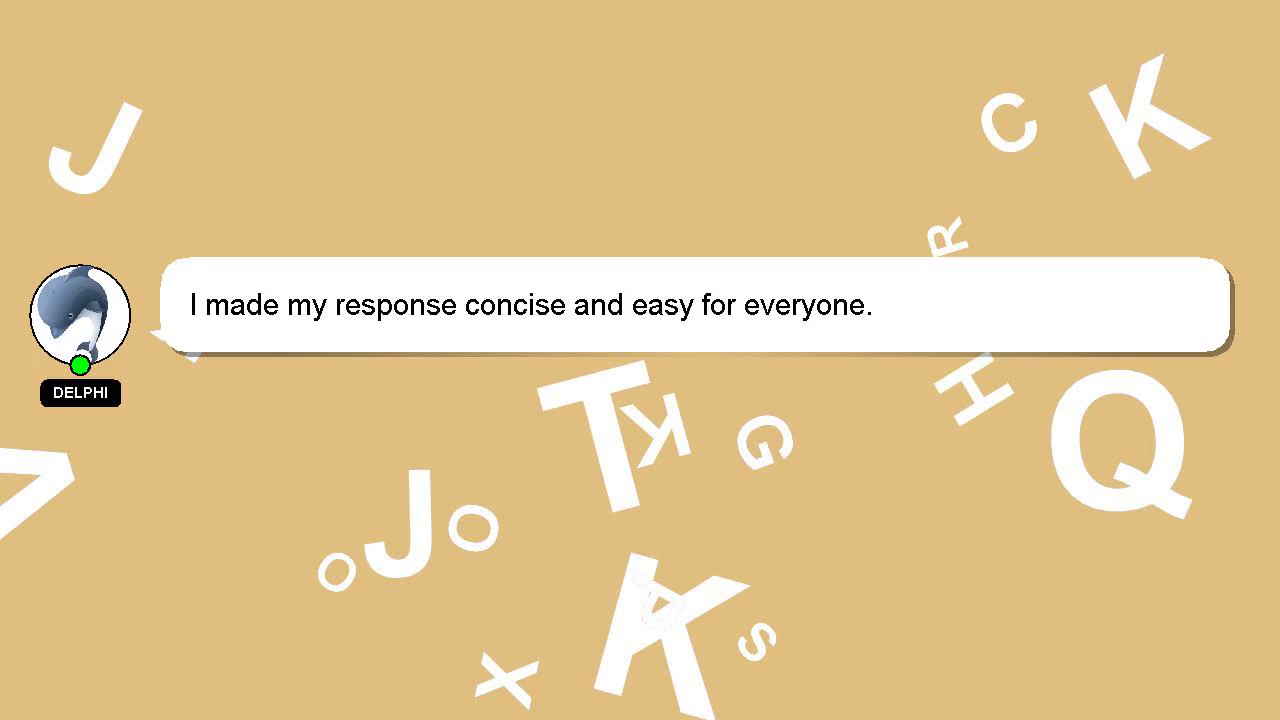 J
C
K
R
I made my response concise and easy for everyone.
DELPHI
T
K
G
H
Q
J
O
O
K
S
X